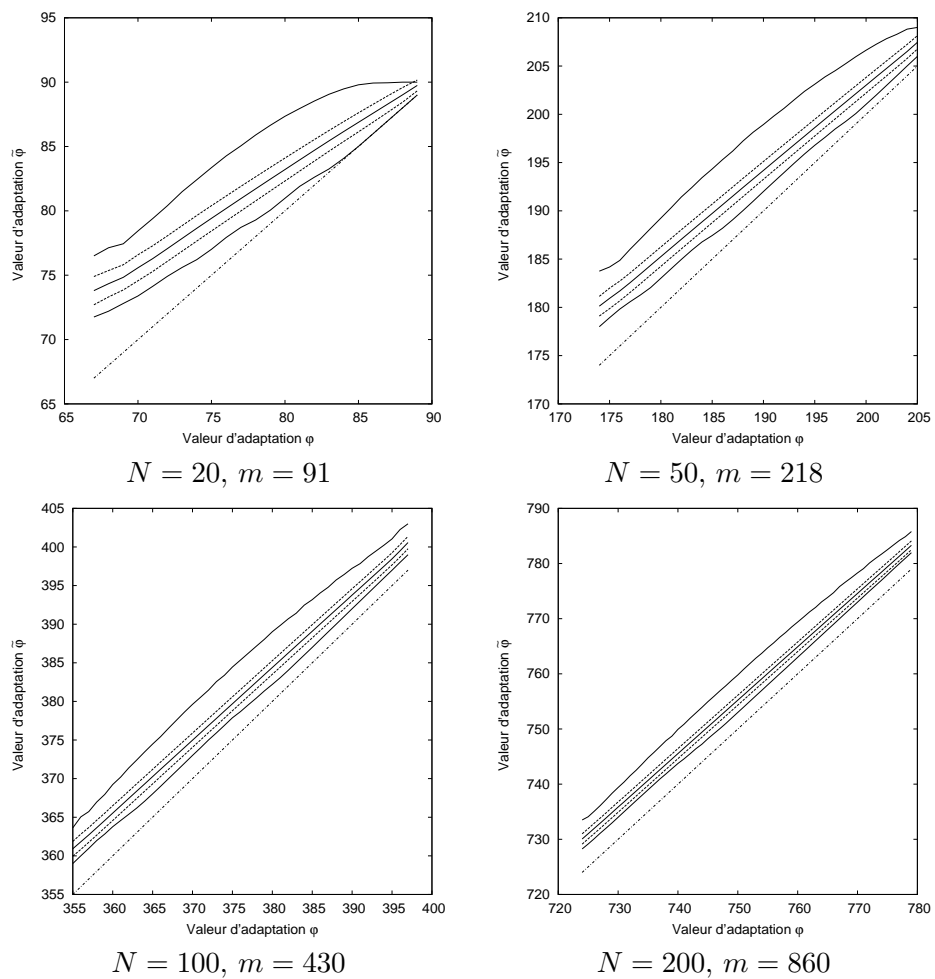 95
90
85
80
75
70
65
65 70 75 80 85 90
Valeur d'adaptation φ̃
Valeur d'adaptation φ
N = 20, m = 91
210
205
200
195
190
185
180
175
170
170 175 180 185 190 195 200 205
Valeur d'adaptation φ̃
Valeur d'adaptation φ
N = 50, m = 218
405
400
395
390
385
380
375
370
365
360
355
355 360 365 370 375 380 385 390 395 400
Valeur d'adaptation φ̃
Valeur d'adaptation φ
N = 100, m = 430
790
780
770
760
750
740
730
720
720 730 740 750 760 770 780
Valeur d'adaptation φ̃
Valeur d'adaptation φ
N = 200, m = 860